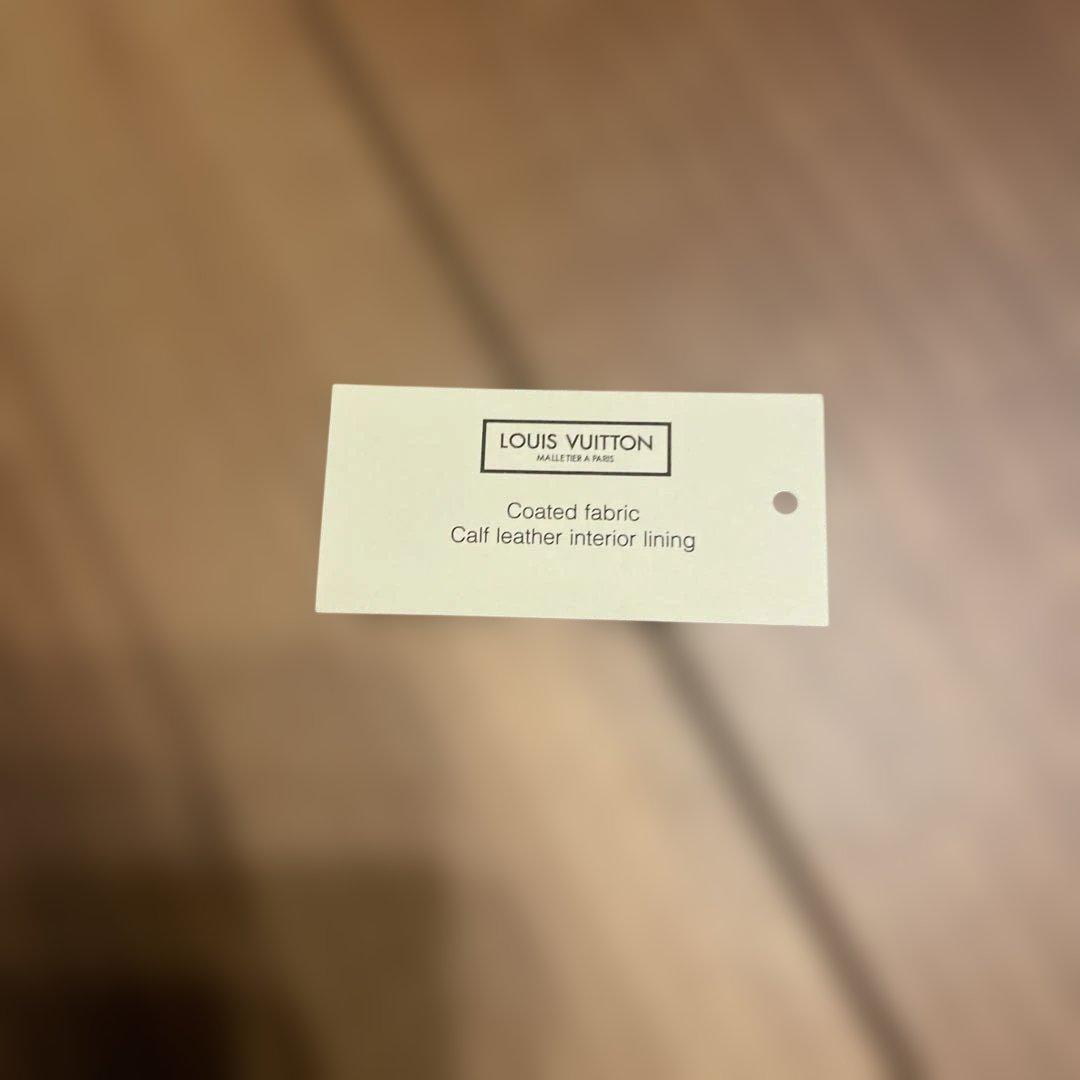 LOUIS VUITTON
MALLETIER A PARIS
Coated fabric
Calf leather interior lining